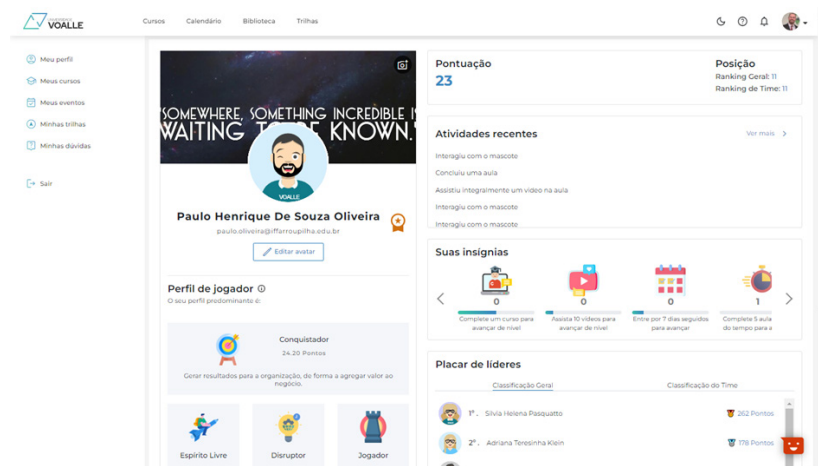 VOALLE
Cursos
Calendário
Biblioteca
Trilhas
Meu perfil
Meus cursos
Meus eventos
Minhas trilhas
Minhas dúvidas
Sair
"SOMEWHERE, SOMETHING INCREDIBLE I
WAITING TO BE KNOWN."
VOALLE
Paulo Henrique De Souza Oliveira
paulo.oliveira@iffarroupilha.edu.br
Editar avatar
Perfil de jogador
O seu perfil predominante é:
Conquistador
24.20 Pontos
Gerar resultados para a organização, de forma a agregar valor ao
negócio.
Espírito Livre
Disruptor
Jogador
Pontuação
23
Posição
Ranking Geral: 11
Ranking de Time: 11
Atividades recentes
Ver mais
Interagiu com o mascote
Concluiu uma aula
Assistiu integralmente um vídeo na aula
Interagiu com o mascote
Interagiu com o mascote
Suas insígnias
0
Complete um curso para
avançar de nível
0
Assista 10 vídeos para
avançar de nível
0
Entre por 7 dias seguidos
para avançar
1
Complete 5 aula
do tempo para a
Placar de líderes
Classificação Geral
Classificação do Time
1º . Silvia Helena Pasquatto
262 Pontos
2º . Adriana Teresinha Klein
178 Pontos